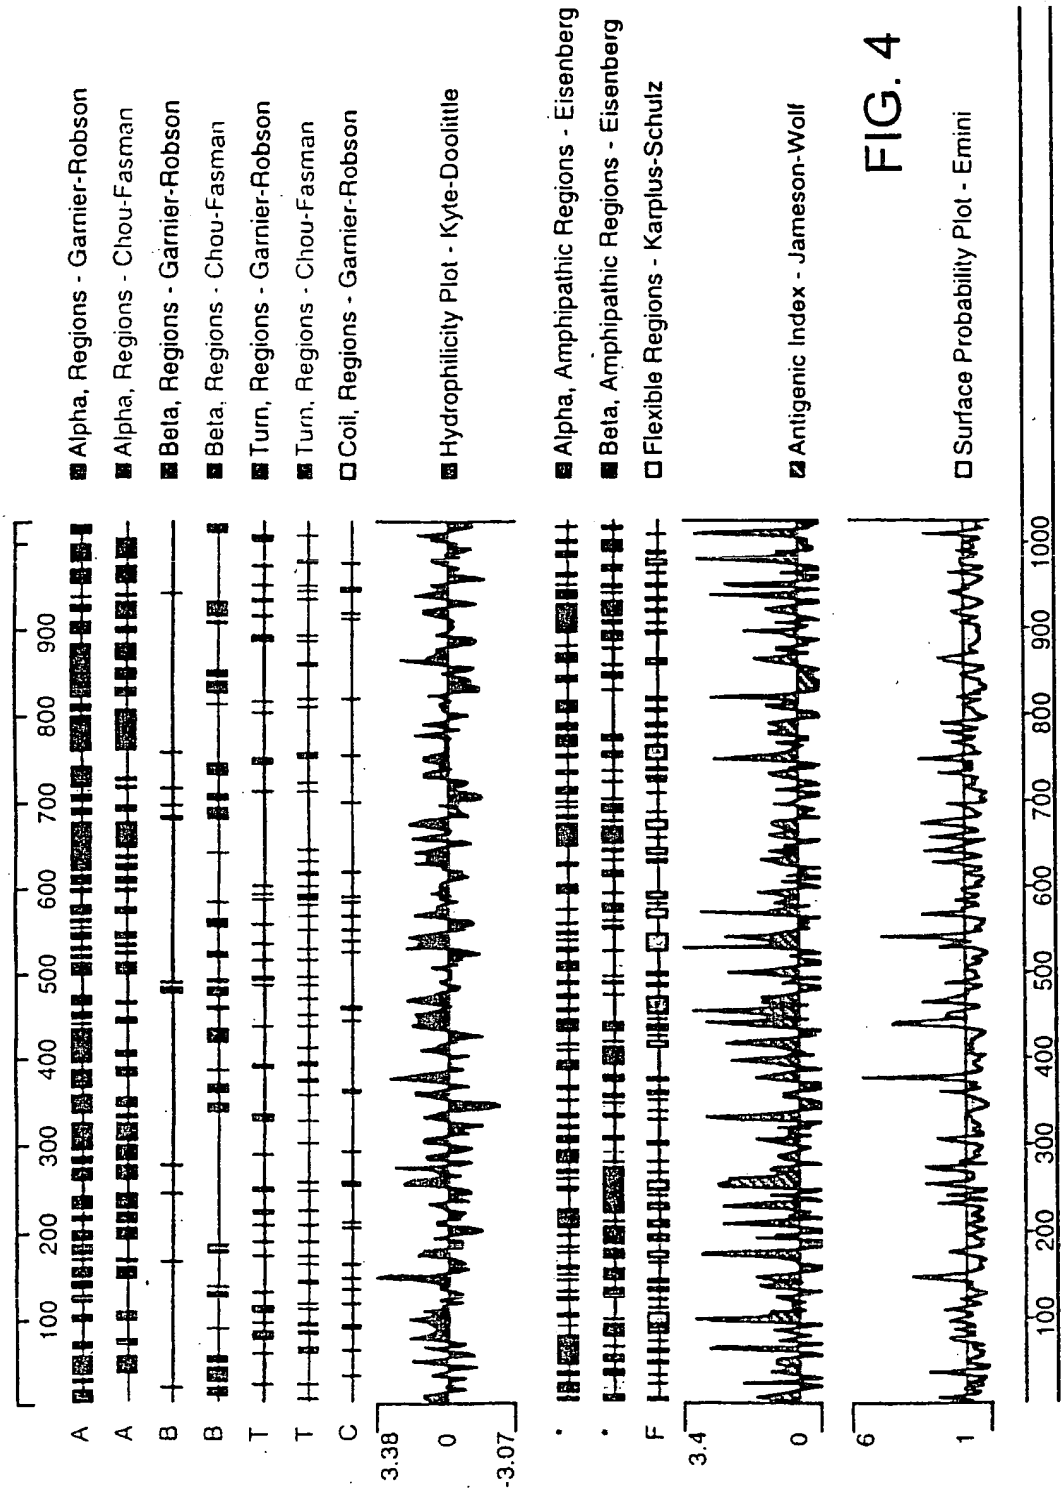 100 200 300 400 500 600 700 800 900
A ■ Alpha, Regions - Garnier-Robson
A ■ Alpha, Regions - Chou-Fasman
B ■ Beta, Regions - Garnier-Robson
B ■ Beta, Regions - Chou-Fasman
T ■ Turn, Regions - Garnier-Robson
T ■ Turn, Regions - Chou-Fasman
C □ Coil, Regions - Garnier-Robson
3.38
0 Hydrophilicity Plot - Kyte-Doolittle
-3.07
* ■ Alpha, Amphipathic Regions - Eisenberg
* ■ Beta, Amphipathic Regions - Eisenberg
F □ Flexible Regions - Karplus-Schulz
3.4
0 Antigenic Index - Jameson-Wolf
6
1 □ Surface Probability Plot - Emini
100 200 300 400 500 600 700 800 900 1000
FIG. 4